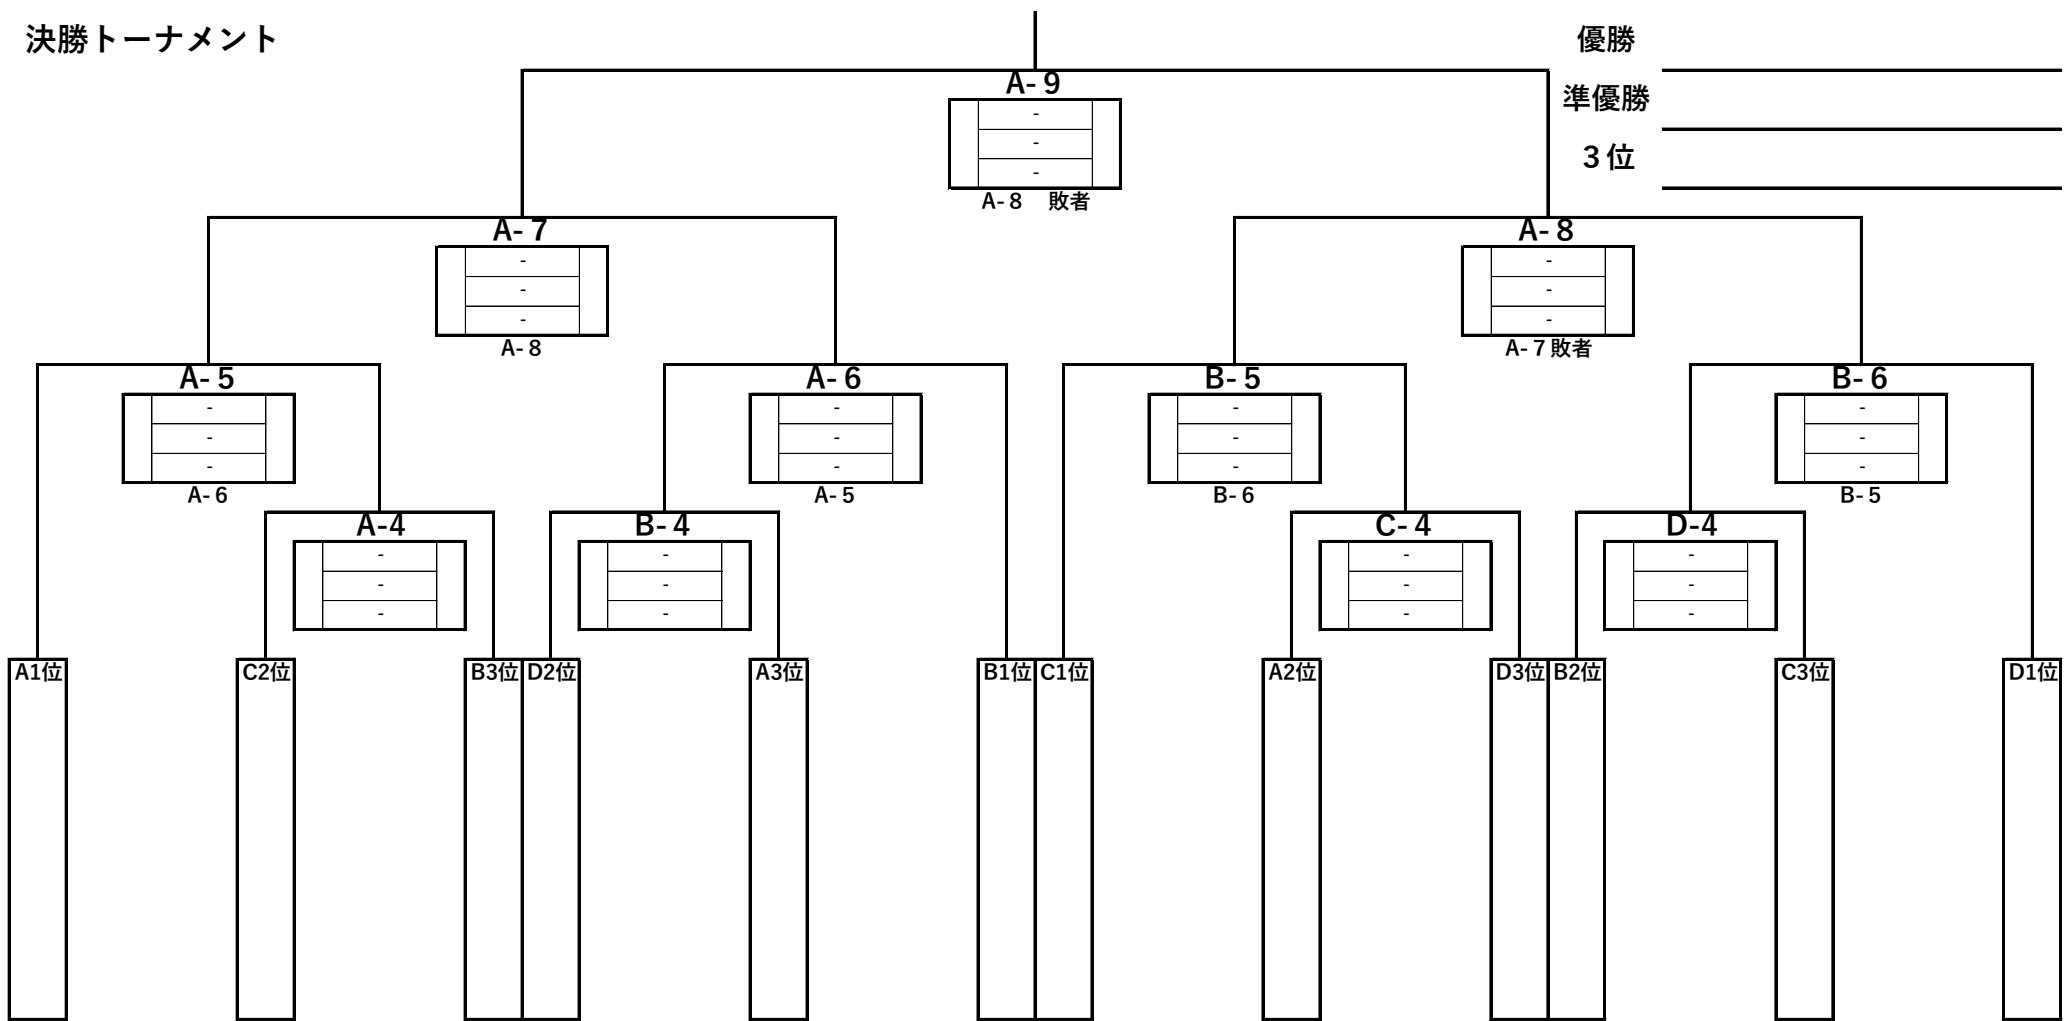 決勝トーナメント
優勝
A-９
準優勝
-
-
３位
-
A-８　敗者
A-７
A-８
-
-
-
-
-
-
A-８
A-７敗者
A-５
A-６
B-５
B-６
-
-
-
-
-
-
-
-
-
-
-
-
A-６
A-５
B-６
B-５
A-4
B-４
C-４
D-4
-
-
-
-
-
-
-
-
-
-
-
-
A1位
C2位
B3位
D2位
A3位
B1位
C1位
A2位
D3位
B2位
C3位
D1位